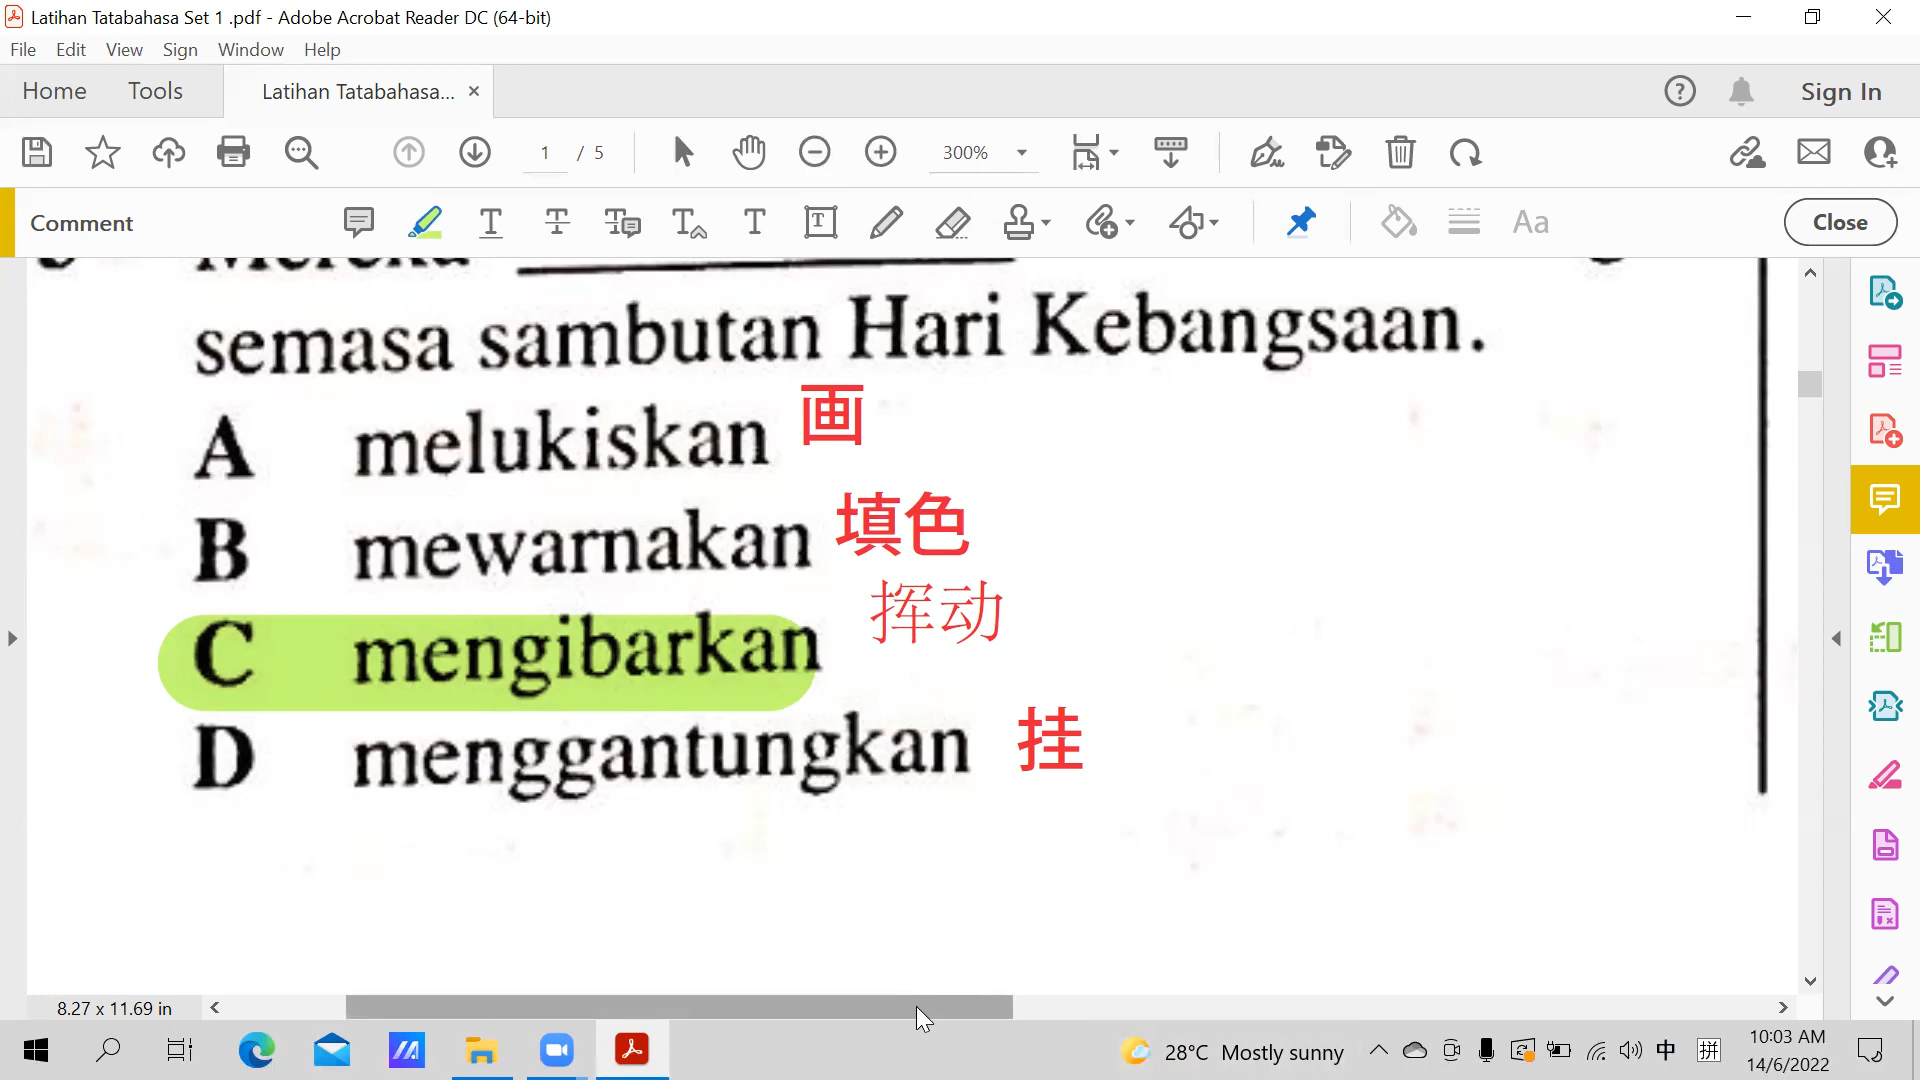 Latihan Tatabahasa Set 1 .pdf - Adobe Acrobat Reader DC (64-bit)
File Edit View Sign Window Help
Home Tools Latihan Tatabahasa... × Sign In
1 / 5 300%
Comment Aa Close
Mereka
semasa sambutan Hari Kebangsaan.
A melukiskan 画
B mewarnakan 填色
C mengibarkan 挥动
D menggantungkan 挂
8.27 x 11.69 in
28°C Mostly sunny 中 拼 10:03 AM
14/6/2022